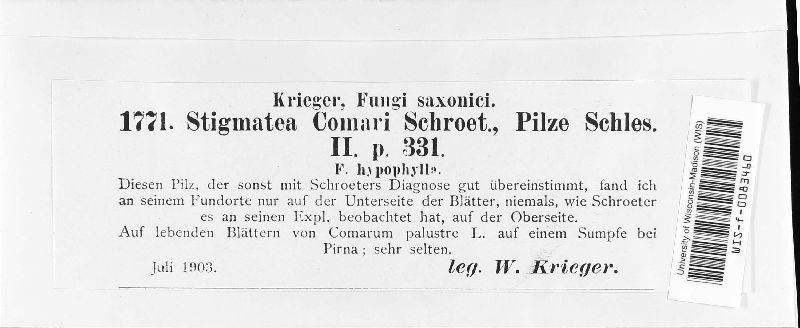 Krieger, Fungi saxonici.
1771. Stigmatea Comari Schroet., Pilze Schles.
II. p. 331.
F. hypophylla.
Diesen Pilz, der sonst mit Schroeters Diagnose gut übereinstimmt, fand ich
an seinem Fundorte nur auf der Unterseite der Blätter, niemals, wie Schroeter
es an seinen Expl. beobachtet hat, auf der Oberseite.
Auf lebenden Blättern von Comarum palustre L. auf einem Sumpfe bei
Pirna; sehr selten.
Juli 1903. leg. W. Krieger.
University of Wisconsin-Madison (WIS)
WIS-f-0083460